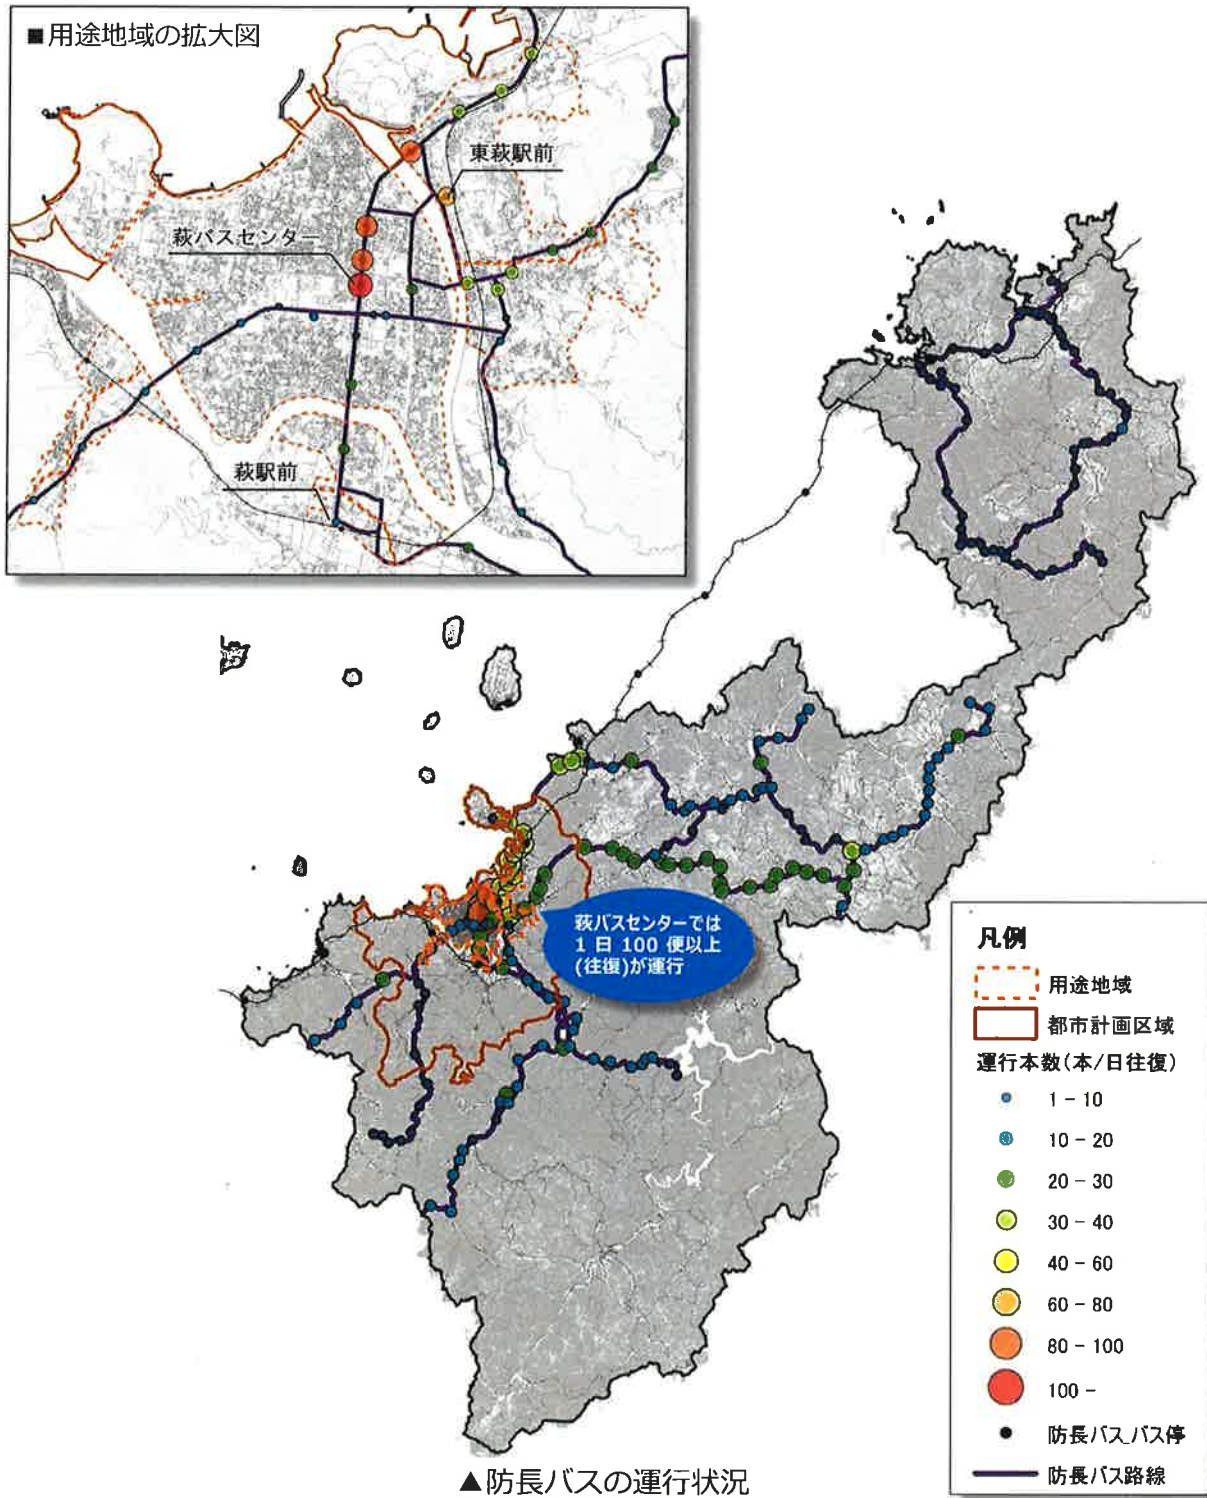 ■用途地域の拡大図
東萩駅前
萩バスセンター
萩駅前
萩バスセンターでは
1 日 100 便以上
(往復)が運行
凡例
用途地域
都市計画区域
運行本数(本/日往復)
1 - 10
10 - 20
20 - 30
30 - 40
40 - 60
60 - 80
80 - 100
100 -
防長バス_バス停
防長バス路線
▲防長バスの運行状況